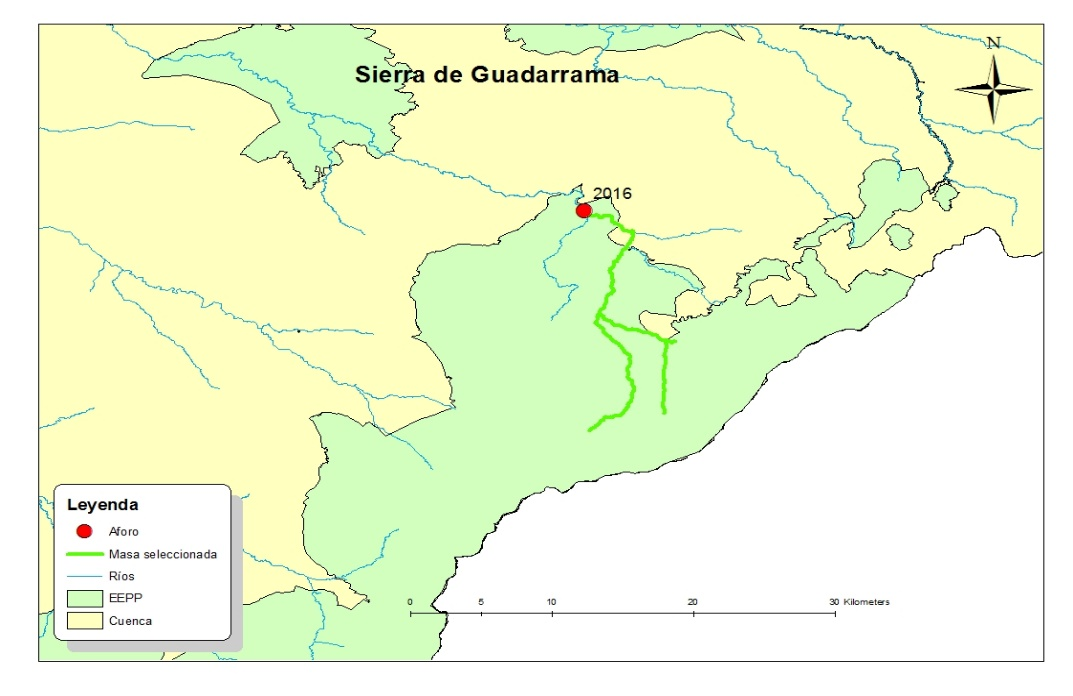 Sierra de Guadarrama
N
2016
Leyenda
Aforo
Masa seleccionada
Ríos
EEPP
Cuenca
0 5 10 20 30 Kilometers